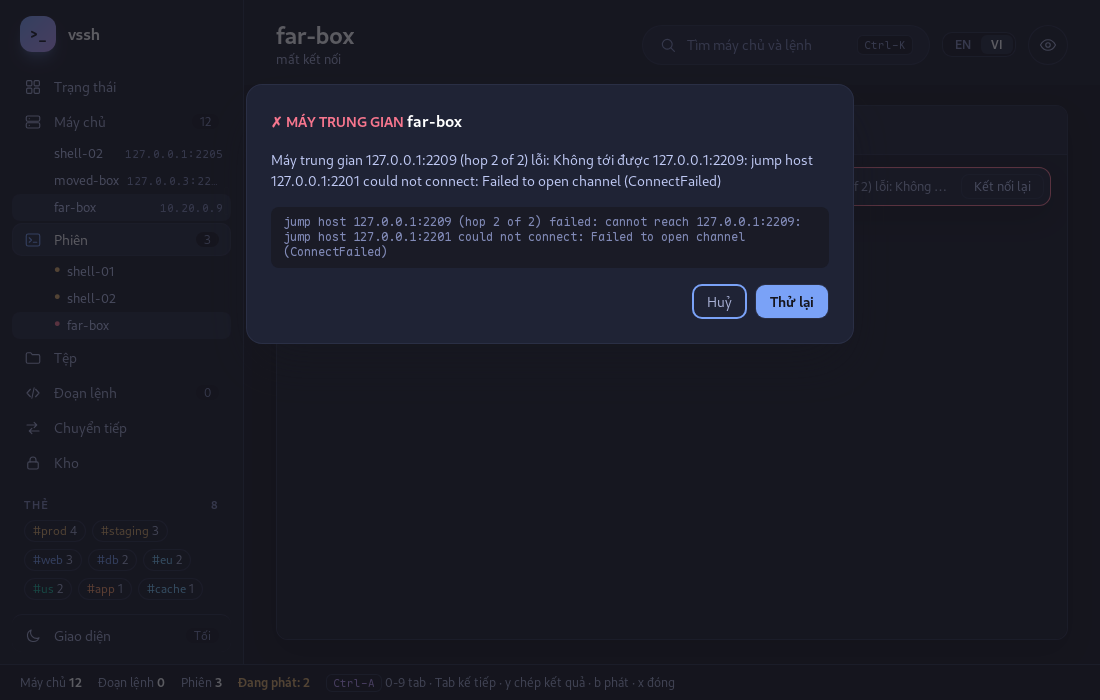 >_ vssh
Trạng thái
Máy chủ 12
shell-02 127.0.0.1:2205
moved-box 127.0.0.3:22…
far-box 10.20.0.9
Phiên 3
shell-01
shell-02
far-box
Tệp
Đoạn lệnh 0
Chuyển tiếp
Kho
THẺ 8
#prod 4 #staging 3
#web 3 #db 2 #eu 2
#us 2 #app 1 #cache 1
Giao diện Tối
far-box
mất kết nối
Tìm máy chủ và lệnh Ctrl-K
EN VI
✗ MÁY TRUNG GIAN far-box
Máy trung gian 127.0.0.1:2209 (hop 2 of 2) lỗi: Không tới được 127.0.0.1:2209: jump host
127.0.0.1:2201 could not connect: Failed to open channel (ConnectFailed)
jump host 127.0.0.1:2209 (hop 2 of 2) failed: cannot reach 127.0.0.1:2209:
jump host 127.0.0.1:2201 could not connect: Failed to open channel
(ConnectFailed)
Huỷ Thử lại
f 2) lỗi: Không … Kết nối lại
Máy chủ 12 Đoạn lệnh 0 Phiên 3 Đang phát: 2 Ctrl-A 0-9 tab · Tab kế tiếp · y chép kết quả · b phát · x đóng